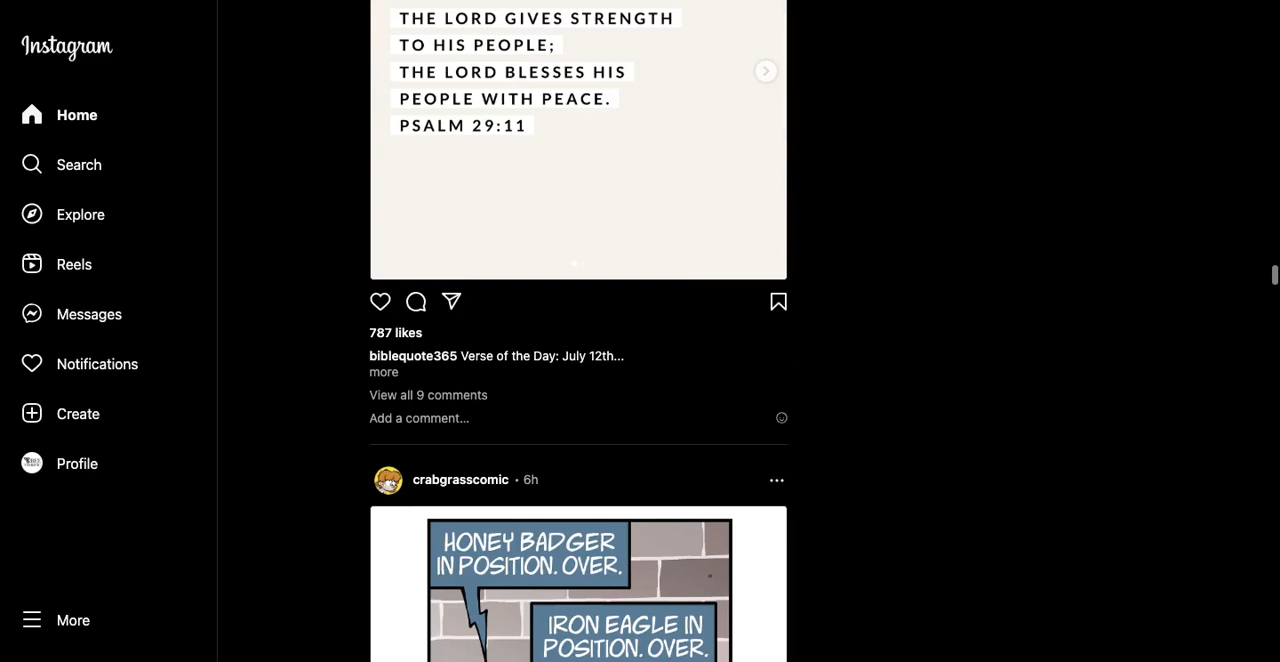 Instagram
Home
Search
Explore
Reels
Messages
Notifications
Create
Profile
More
THE LORD GIVES STRENGTH
TO HIS PEOPLE;
THE LORD BLESSES HIS
PEOPLE WITH PEACE.
PSALM 29:11
787 likes
biblequote365 Verse of the Day: July 12th...
more
View all 9 comments
Add a comment...
crabgrasscomic • 6h
HONEY BADGER
IN POSITION. OVER.
IRON EAGLE IN
POSITION. OVER.